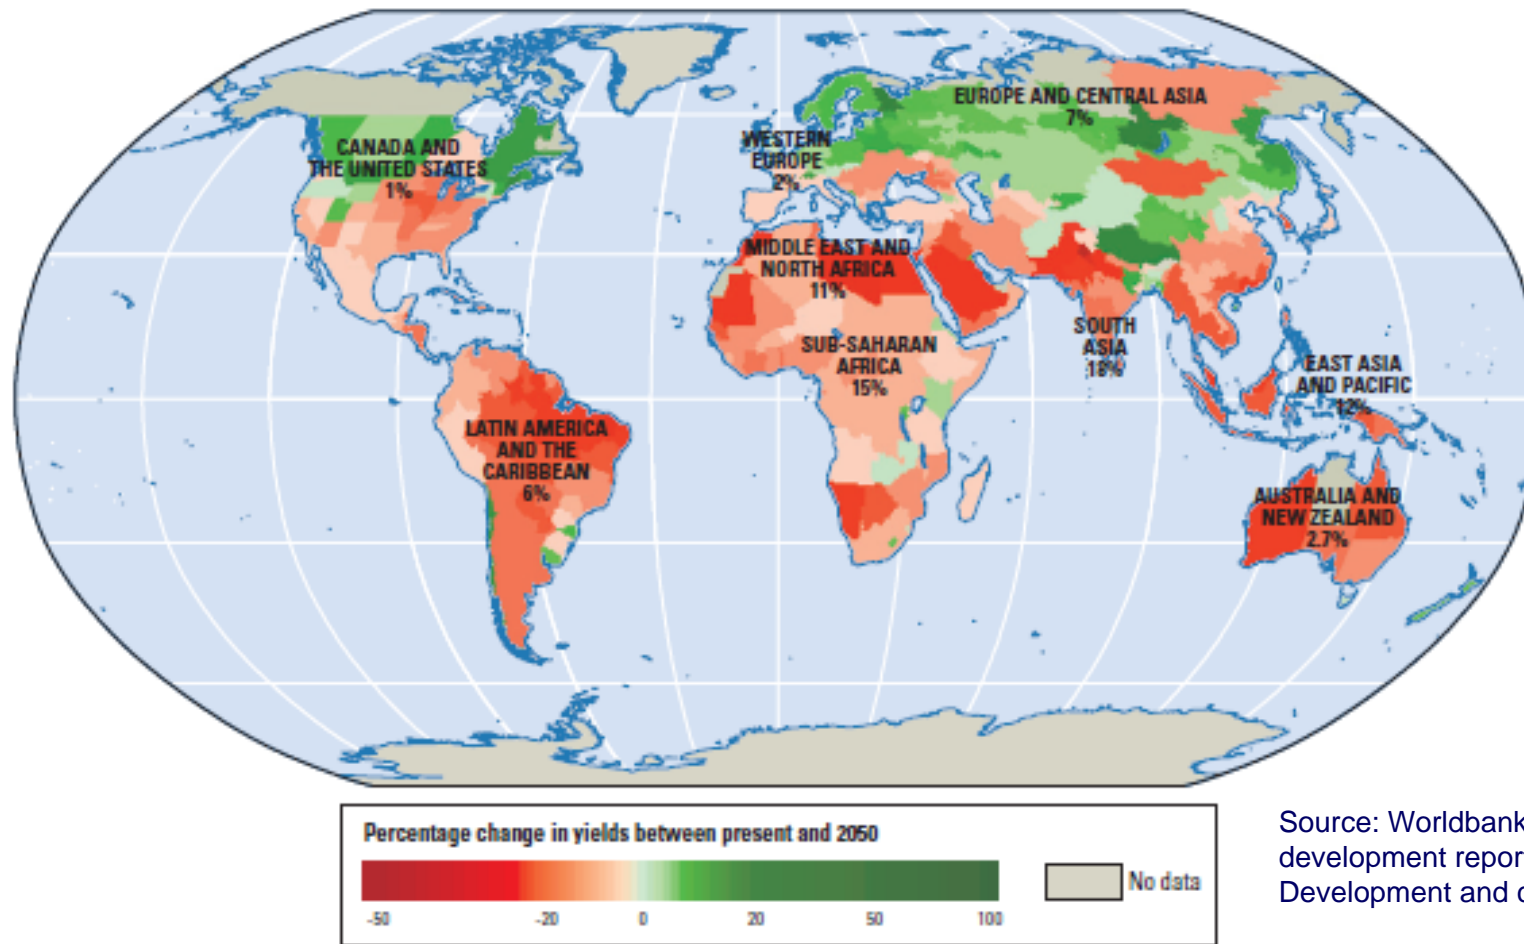 EUROPE AND CENTRAL ASIA
7%
CANADA AND
THE UNITED STATES
1%
WESTERN
EUROPE
2%
MIDDLE EAST AND
NORTH AFRICA
11%
SUB-SAHARAN
AFRICA
15%
SOUTH
ASIA
18%
EAST ASIA
AND PACIFIC
12%
LATIN AMERICA
AND THE
CARIBBEAN
6%
AUSTRALIA AND
NEW ZEALAND
2.7%
Percentage change in yields between present and 2050
-50 -20 0 20 50 100
No data
Source: Worldbank
development repor
Development and c